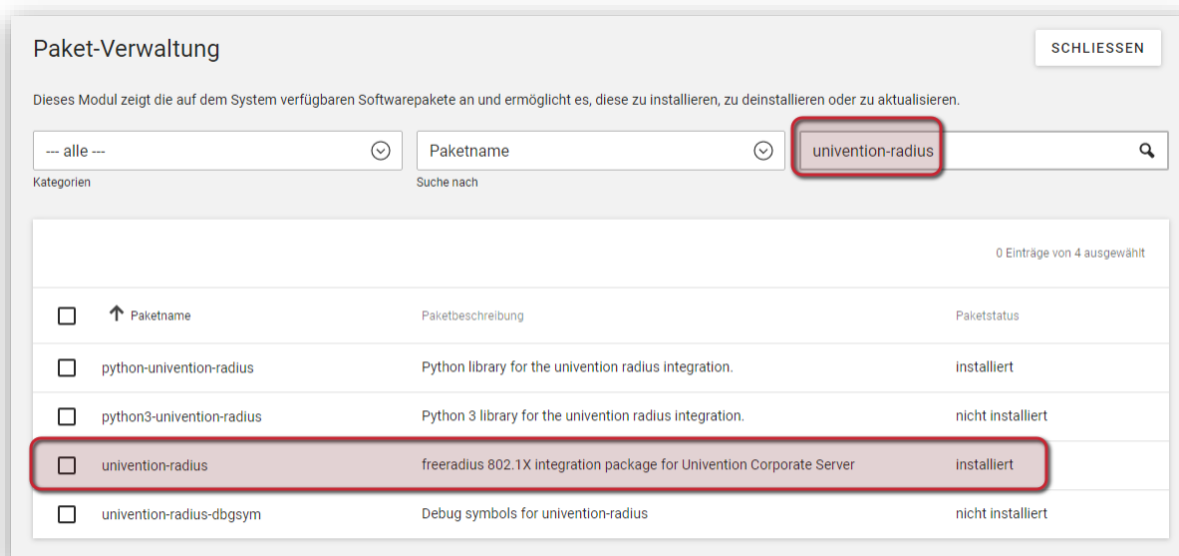 Paket-Verwaltung
SCHLIESSEN
Dieses Modul zeigt die auf dem System verfügbaren Softwarepakete an und ermöglicht es, diese zu installieren, zu deinstallieren oder zu aktualisieren.
--- alle --- Paketname univention-radius
Kategorien Suche nach
0 Einträge von 4 ausgewählt
Paketname Paketbeschreibung Paketstatus
python-univention-radius Python library for the univention radius integration. installiert
python3-univention-radius Python 3 library for the univention radius integration. nicht installiert
univention-radius freeradius 802.1X integration package for Univention Corporate Server installiert
univention-radius-dbgsym Debug symbols for univention-radius nicht installiert